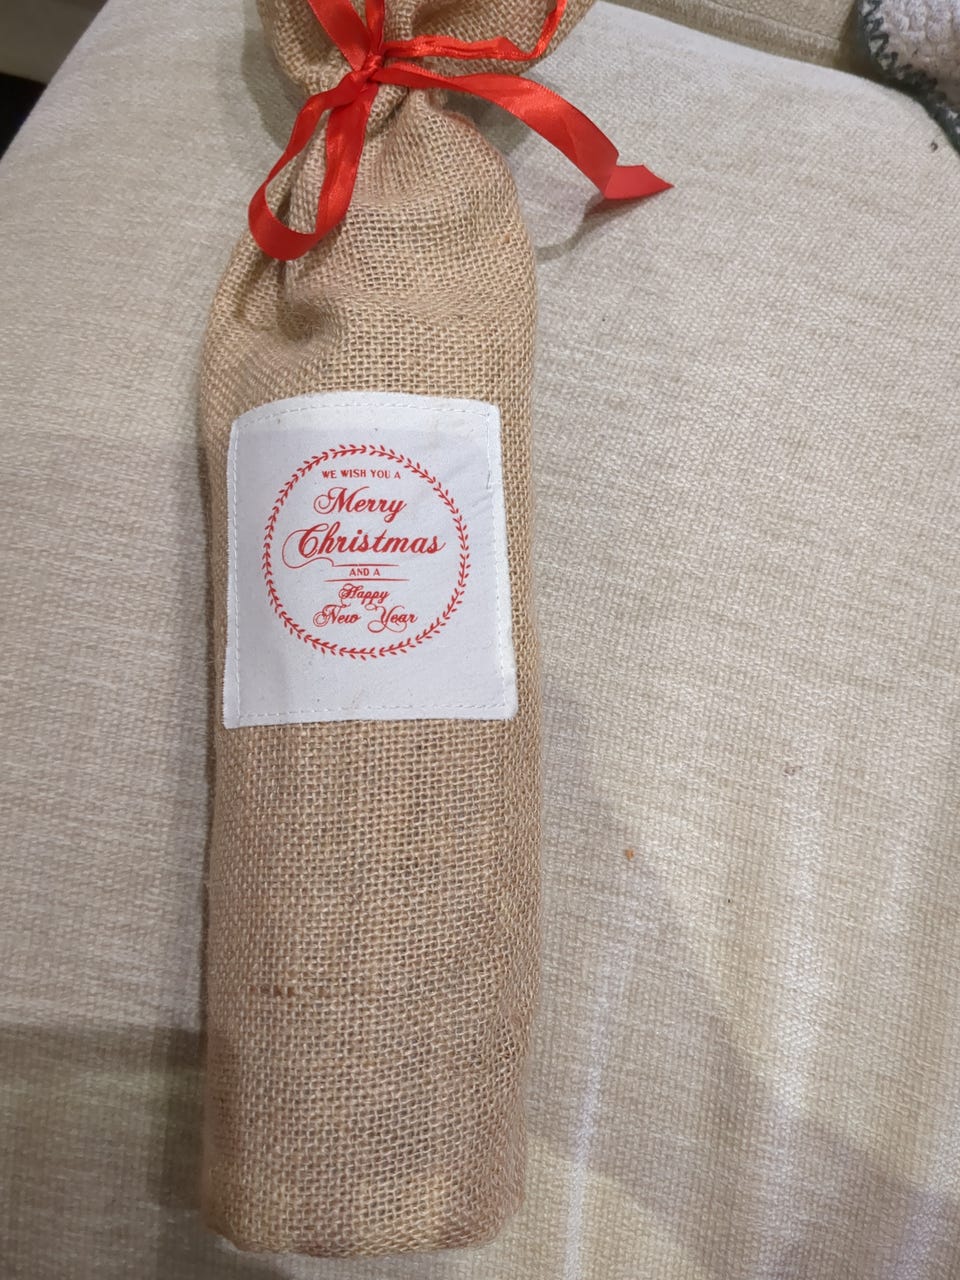 WE WISH YOU A
Merry
Christmas
AND A
Happy
New Year